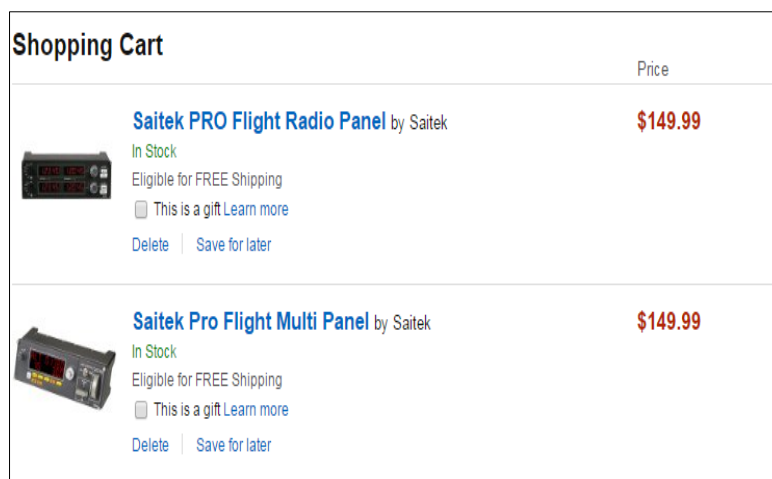 Shopping Cart
Price
Saitek PRO Flight Radio Panel by Saitek
$149.99
In Stock
Eligible for FREE Shipping
This is a gift Learn more
Delete
Save for later
Saitek Pro Flight Multi Panel by Saitek
$149.99
In Stock
Eligible for FREE Shipping
This is a gift Learn more
Delete
Save for later